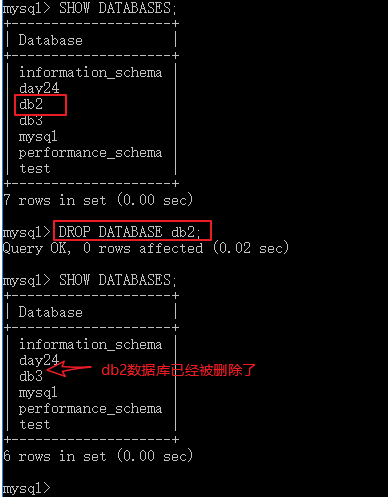 mysql> SHOW DATABASES;
+--------------------+
| Database           |
+--------------------+
| information_schema |
| day24              |
| db2                |
| db3                |
| mysql              |
| performance_schema |
| test               |
+--------------------+
7 rows in set (0.00 sec)
mysql> DROP DATABASE db2;
Query OK, 0 rows affected (0.02 sec)
mysql> SHOW DATABASES;
+--------------------+
| Database           |
+--------------------+
| information_schema |
| day24              |
| db3                | db2数据库已经被删除了
| mysql              |
| performance_schema |
| test               |
+--------------------+
6 rows in set (0.00 sec)
mysql>